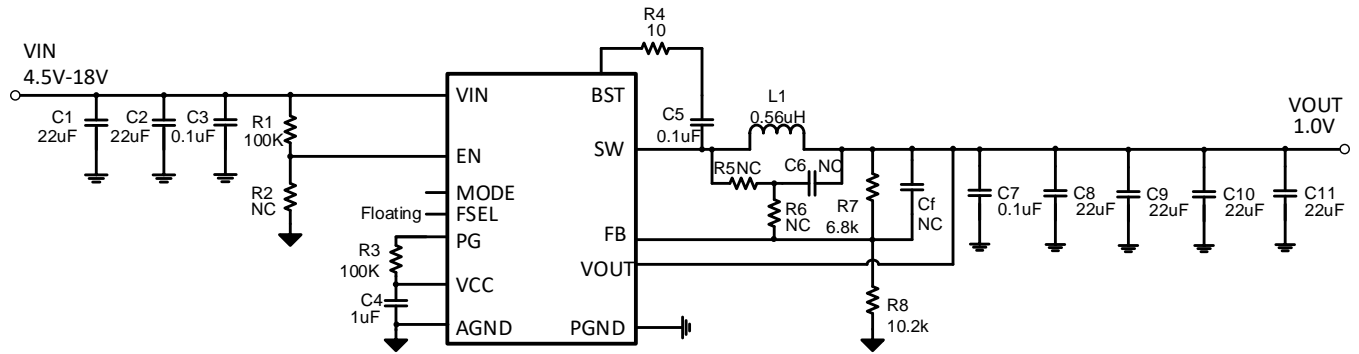 VIN
4.5V-18V
C1
22uF
C2
22uF
C3
0.1uF
R1
100K
R2
NC
Floating
R3
100K
C4
1uF
VIN
EN
MODE
FSEL
PG
VCC
AGND
BST
SW
FB
VOUT
PGND
R4
10
C5
0.1uF
L1
0.56uH
R5NC
C6 NC
R6
NC
R7
6.8k
Cf
NC
R8
10.2k
VOUT
1.0V
C7
0.1uF
C8
22uF
C9
22uF
C10
22uF
C11
22uF